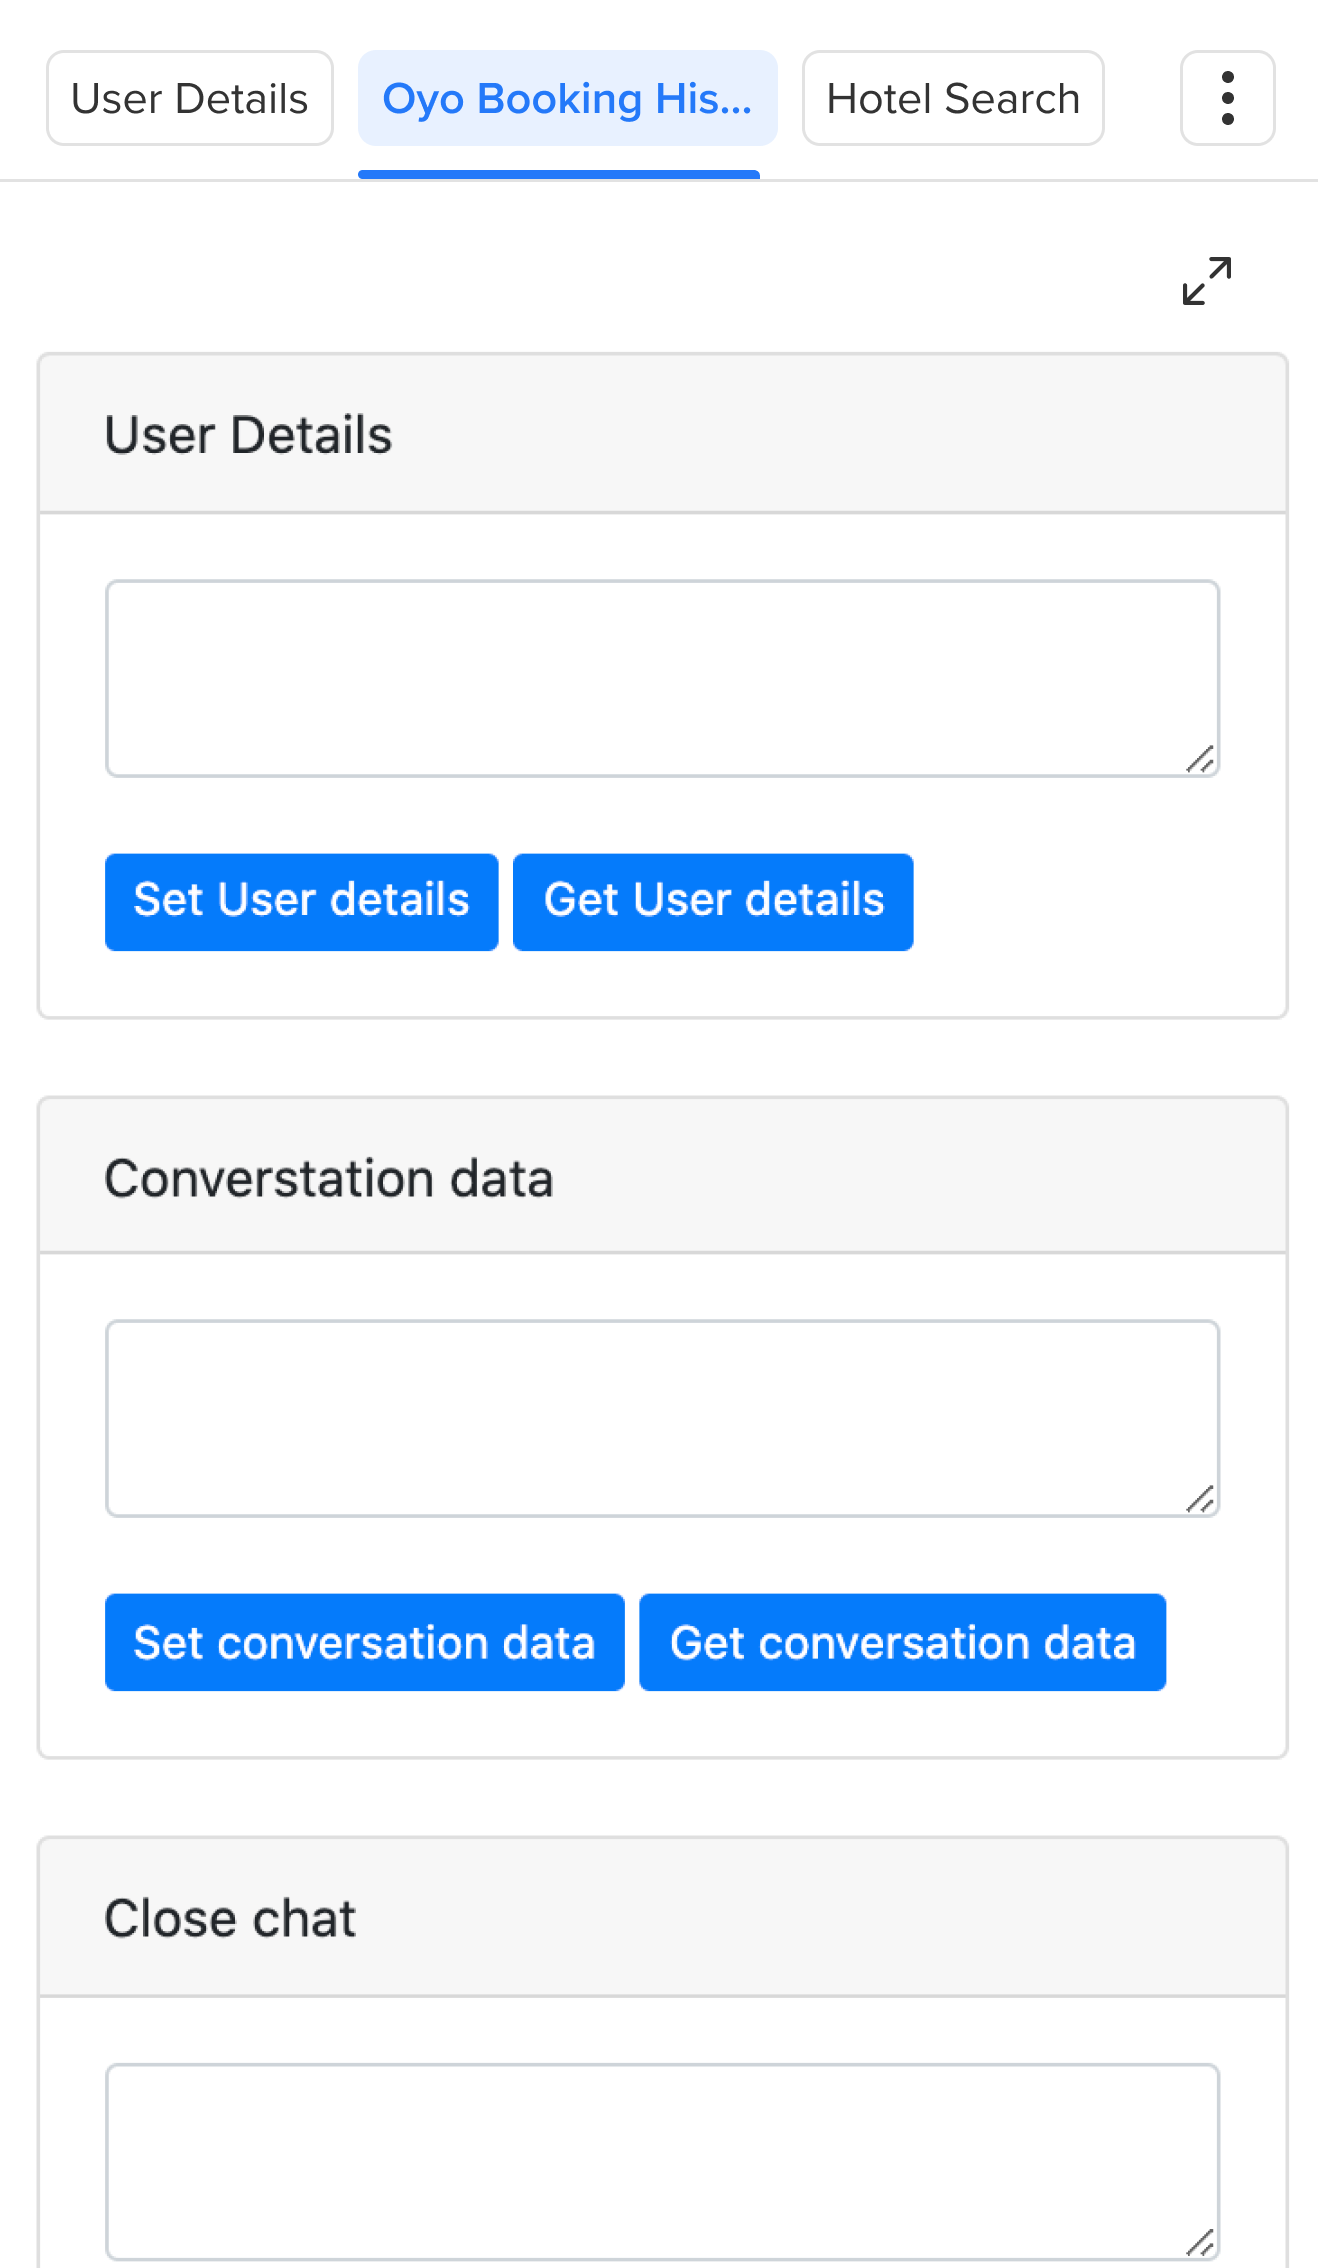 User Details
Oyo Booking His...
Hotel Search
User Details
Set User details
Get User details
Converstation data
Set conversation data
Get conversation data
Close chat